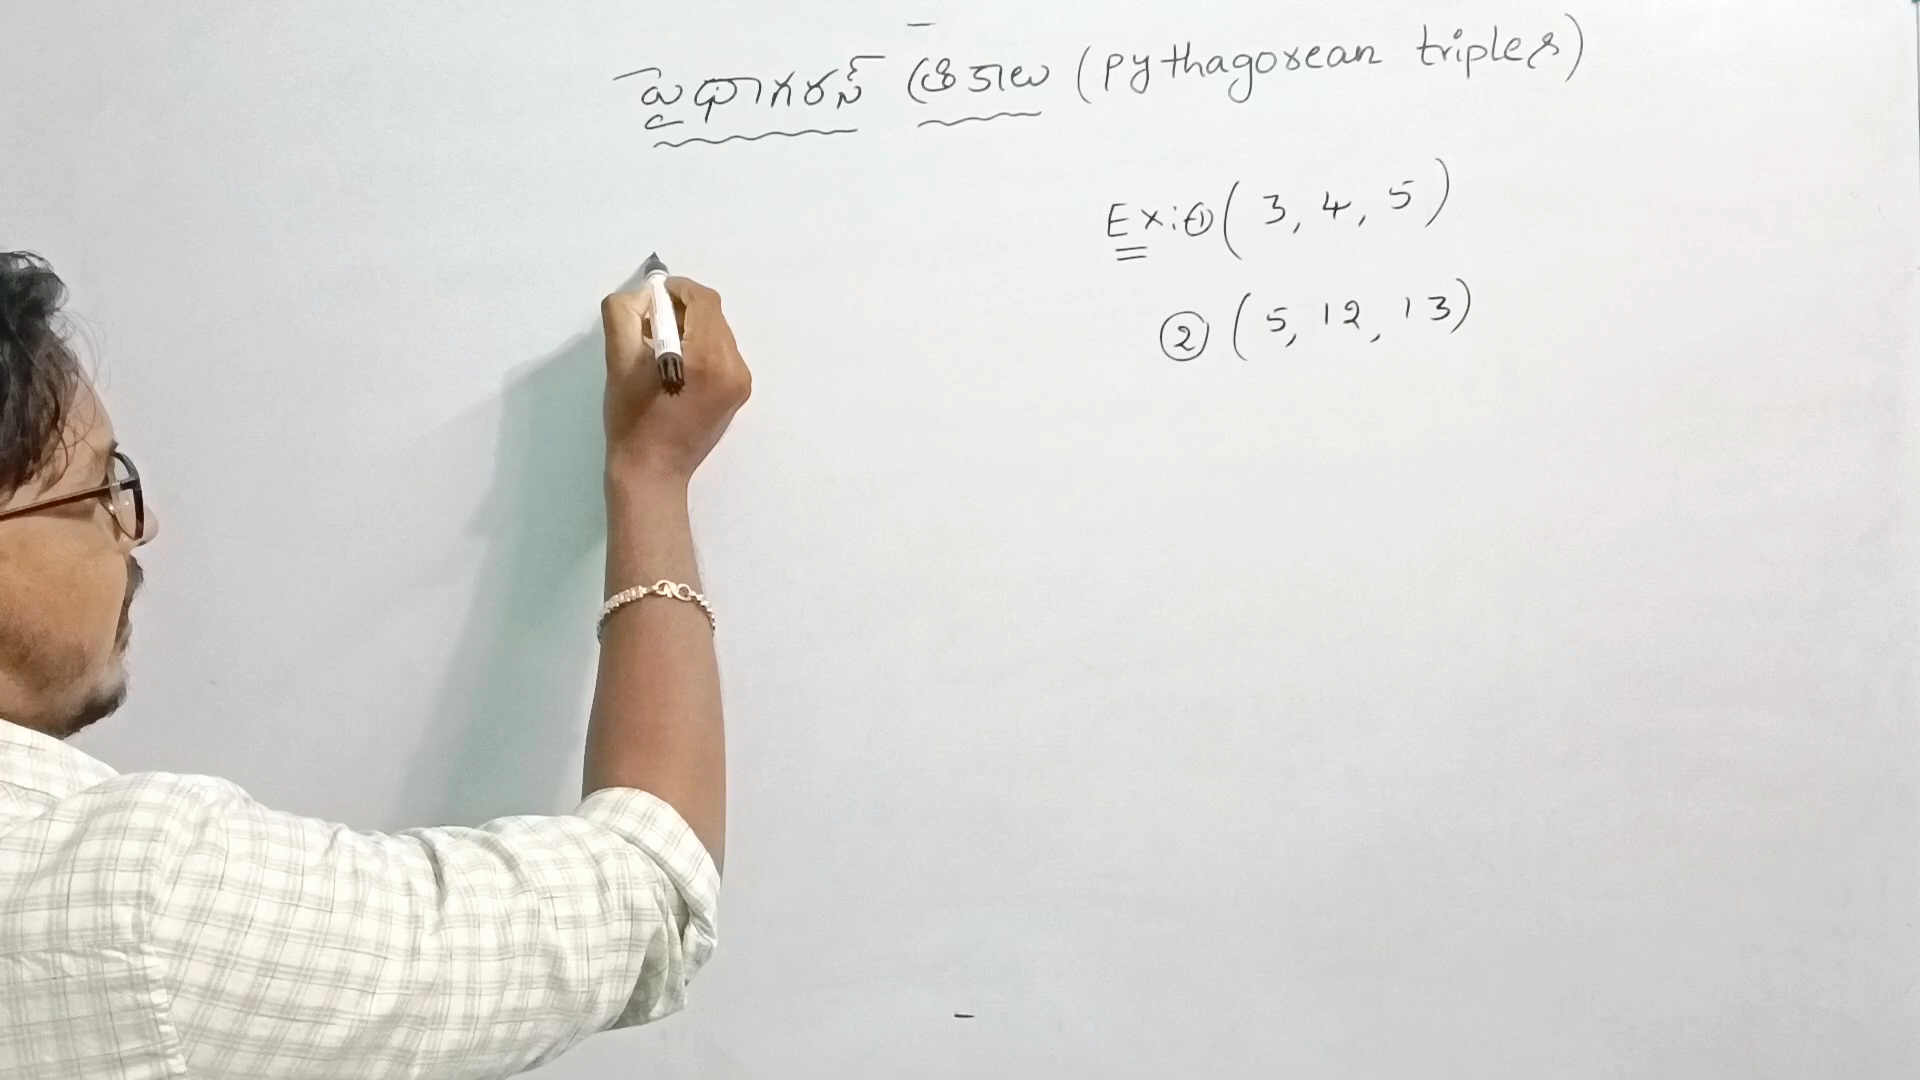 పైథాగరస్ త్రికాలు (pythagorean triples)
Ex:① ( 3, 4, 5 )
② ( 5, 12, 13)